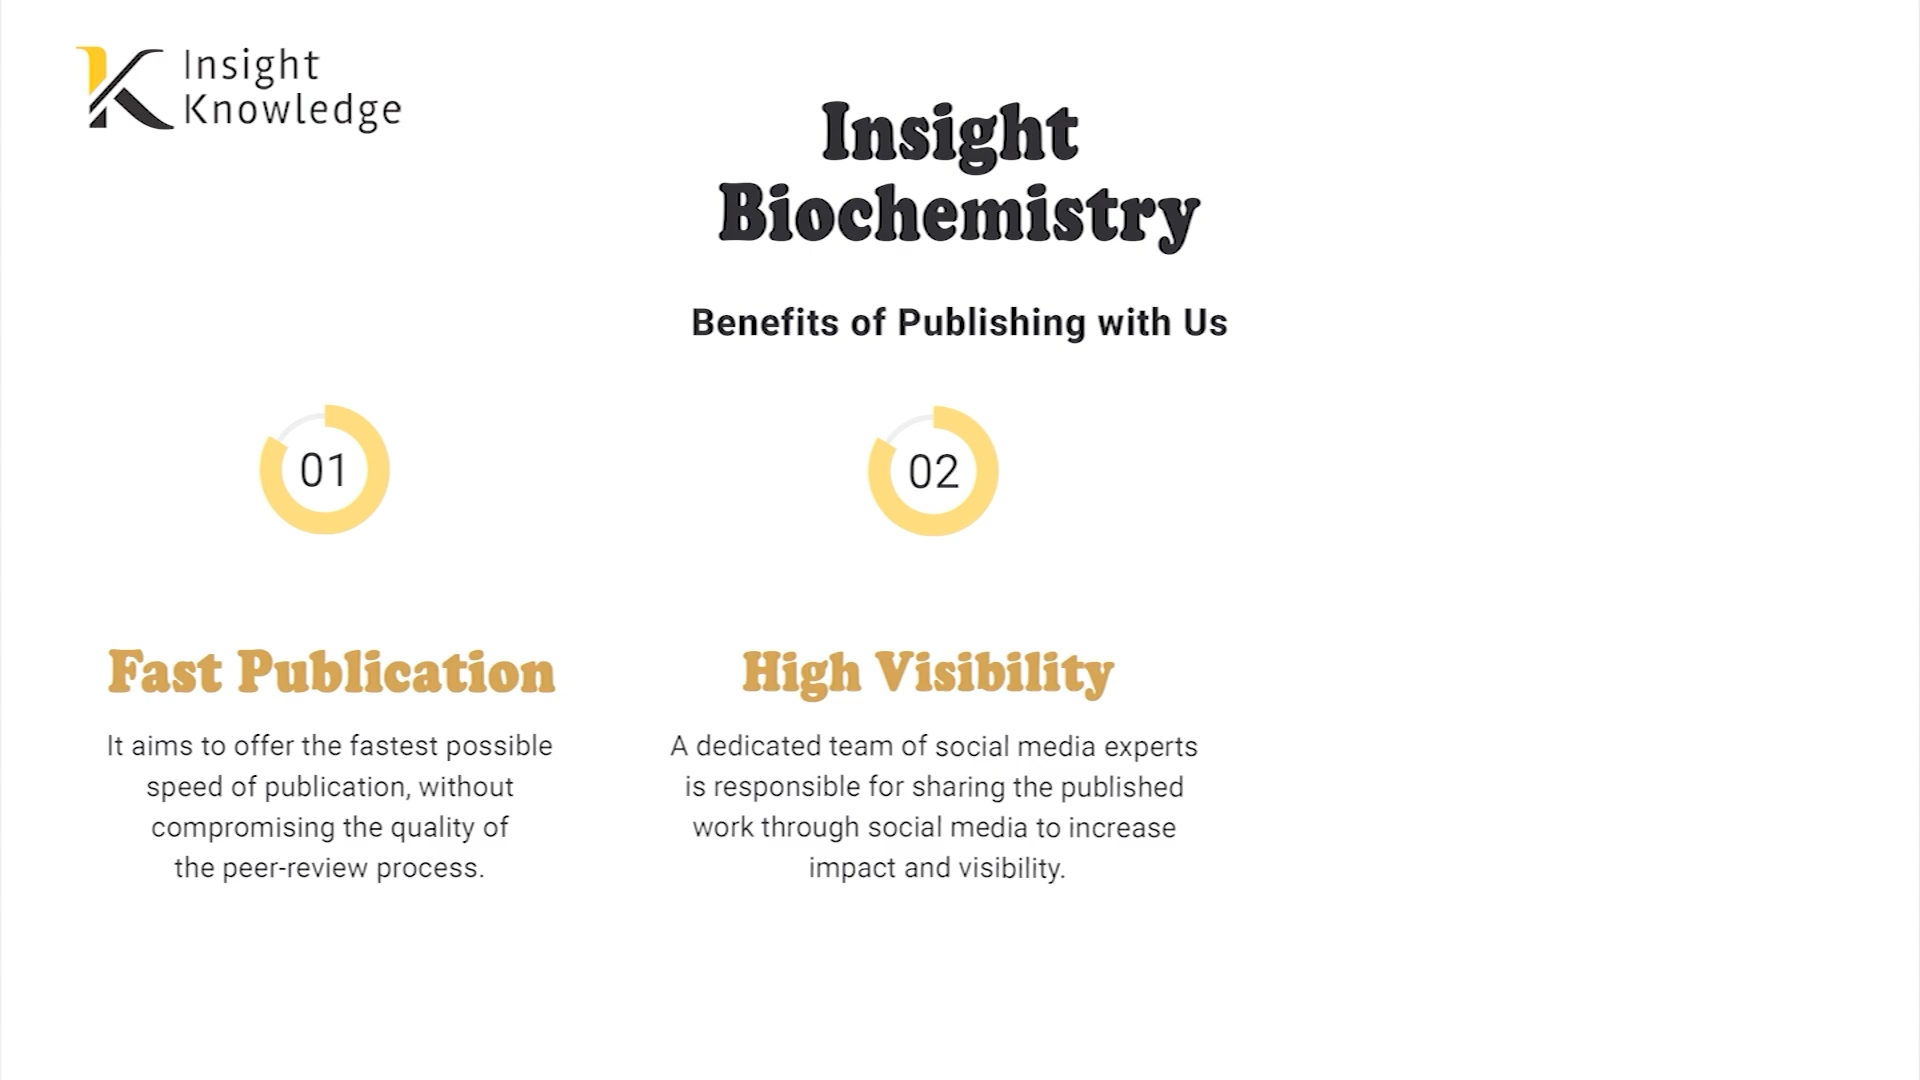 Insight
Knowledge
Insight
Biochemistry
Benefits of Publishing with Us
01
Fast Publication
It aims to offer the fastest possible
speed of publication, without
compromising the quality of
the peer-review process.
02
High Visibility
A dedicated team of social media experts
is responsible for sharing the published
work through social media to increase
impact and visibility.